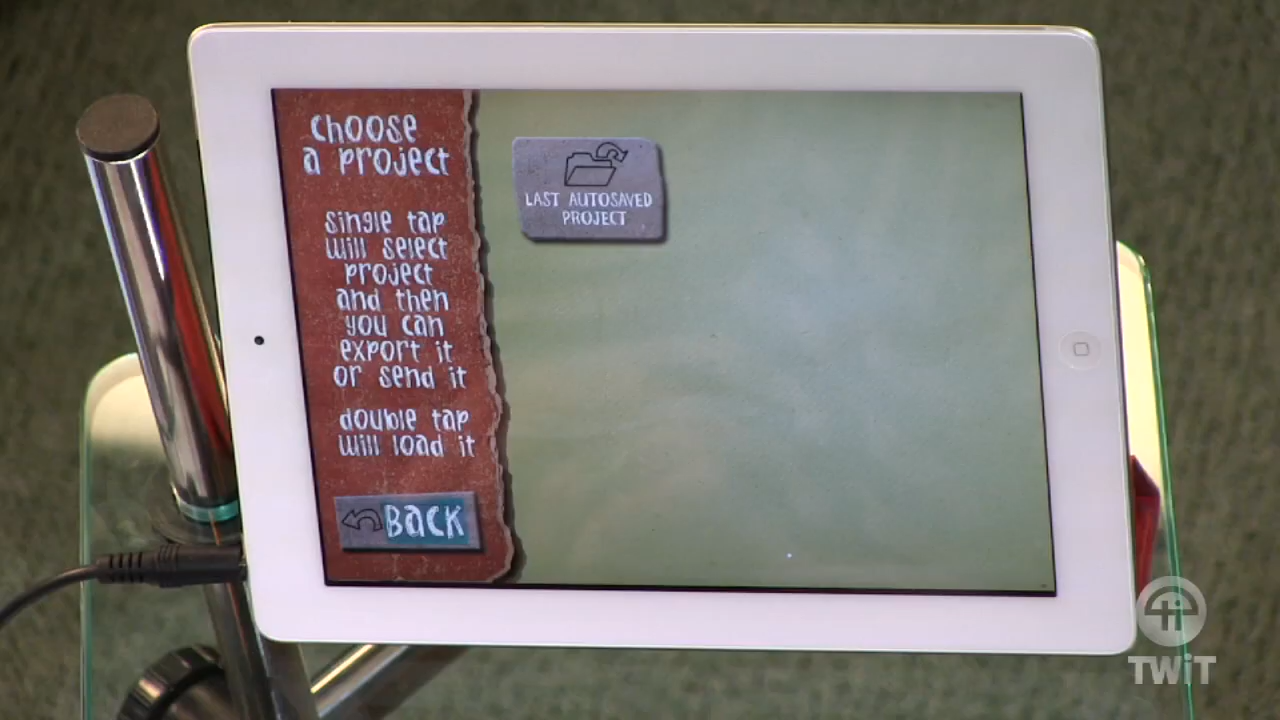 choose
a project
single tap
will select
project
and then
you can
export it
or send it
double tap
will load it
BACK
LAST AUTOSAVED
PROJECT
TWiT